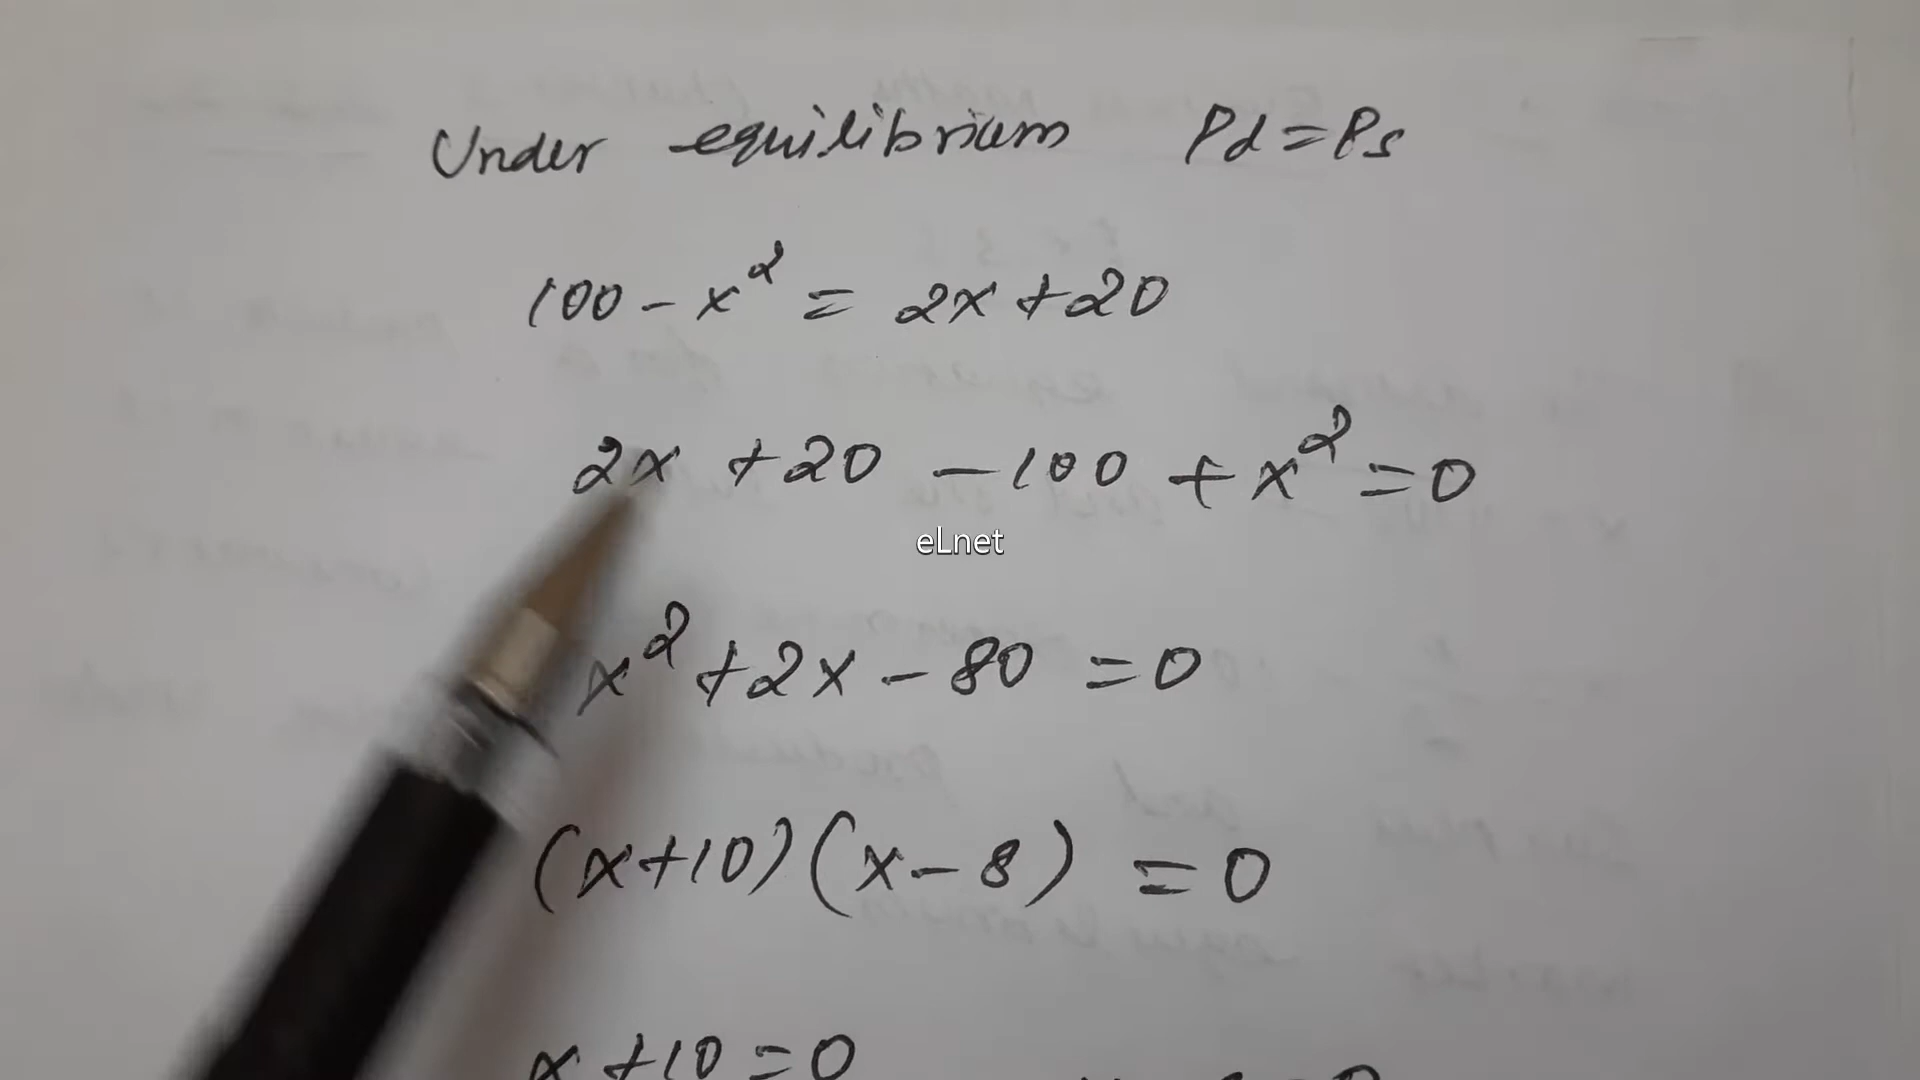 Under equilibrium Pd = Ps
100 - x² = 2x + 20
2x + 20 - 100 + x² = 0
eLnet
x² + 2x - 80 = 0
(x+10)(x-8) = 0
x + 10 = 0